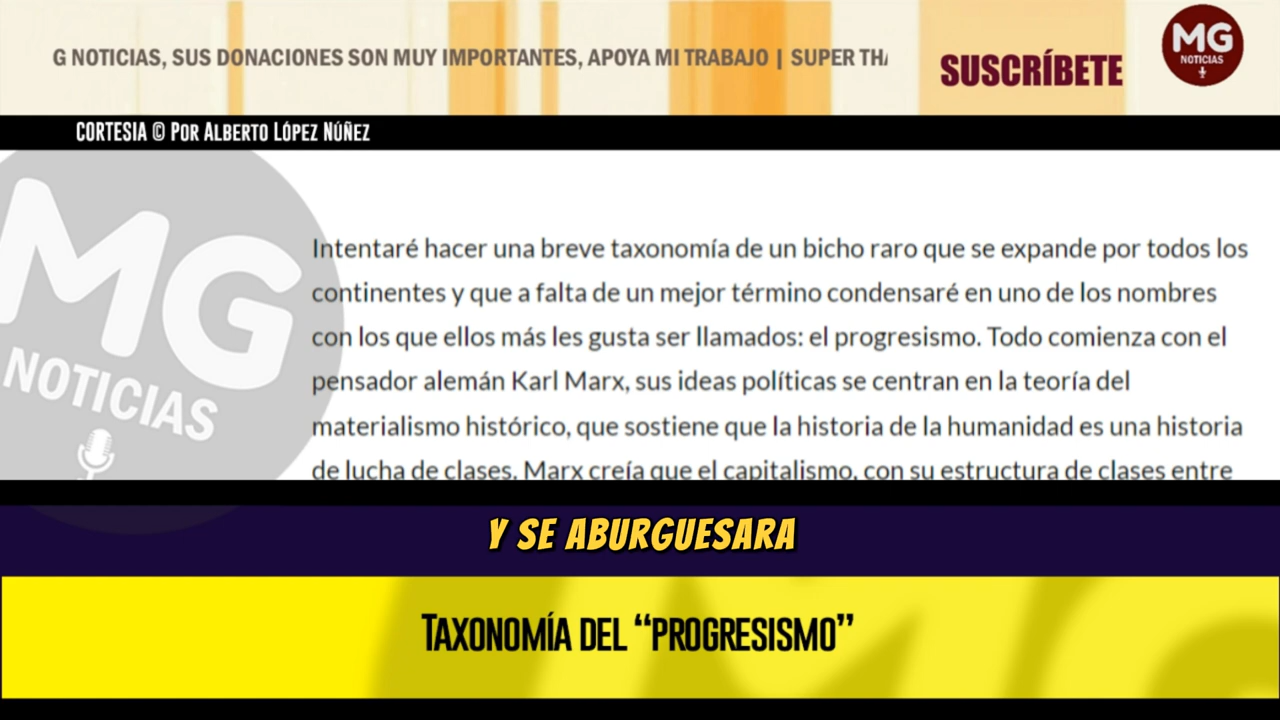 G NOTICIAS, SUS DONACIONES SON MUY IMPORTANTES, APOYA MI TRABAJO | SUPER THA
SUSCRÍBETE
MG
NOTICIAS
CORTESIA © POR ALBERTO LÓPEZ NÚÑEZ
MG
NOTICIAS
Intentaré hacer una breve taxonomía de un bicho raro que se expande por todos los
continentes y que a falta de un mejor término condensaré en uno de los nombres
con los que ellos más les gusta ser llamados: el progresismo. Todo comienza con el
pensador alemán Karl Marx, sus ideas políticas se centran en la teoría del
materialismo histórico, que sostiene que la historia de la humanidad es una historia
de lucha de clases. Marx creía que el capitalismo, con su estructura de clases entre
Y SE ABURGUESARA
TAXONOMÍA DEL “PROGRESISMO”